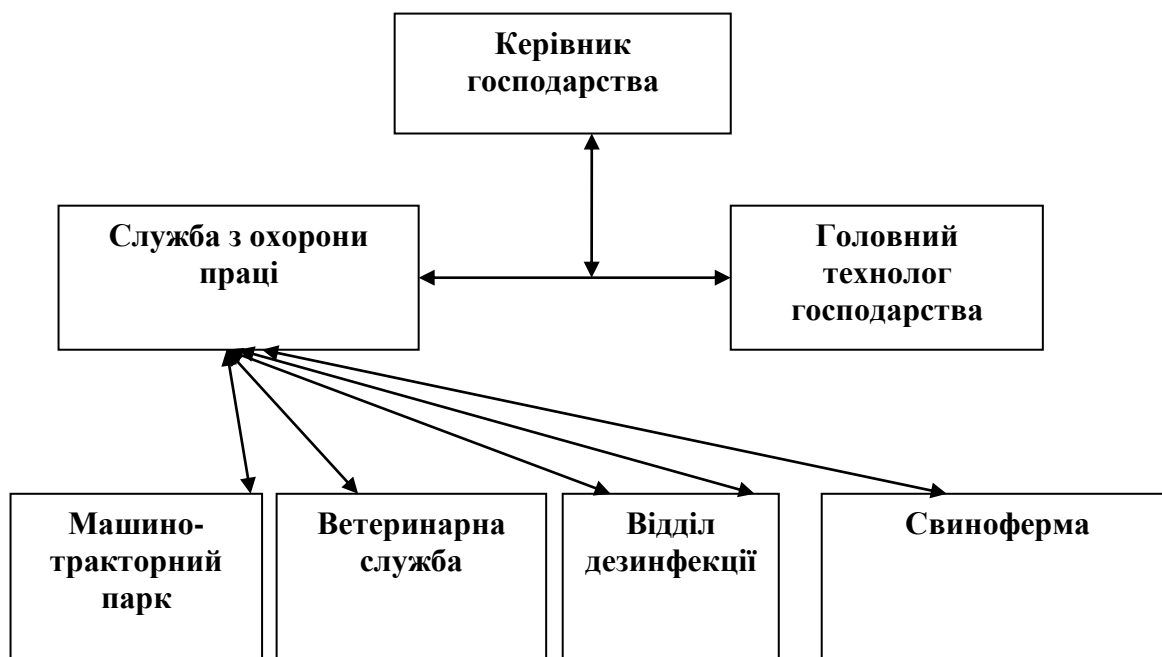 Керівник
господарства
Служба з охорони
праці
Головний
технолог
господарства
Машино-
тракторний
парк
Ветеринарна
служба
Відділ
дезинфекції
Свиноферма